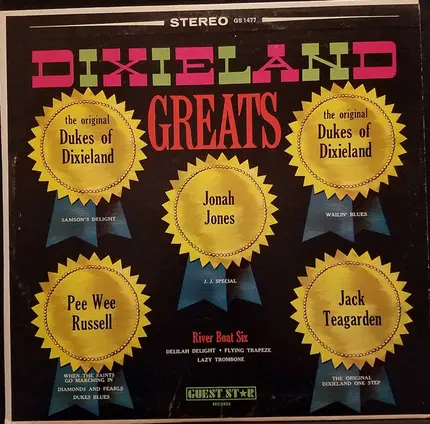 STEREO GS 1477
DIXIELAND
GREATS
the original
Dukes of
Dixieland
SAMSON'S DELIGHT
the original
Dukes of
Dixieland
WAILIN' BLUES
Jonah
Jones
J. J. SPECIAL
Pee Wee
Russell
WHEN THE SAINTS
GO MARCHING IN
DIAMONDS AND PEARLS
DUKES BLUES
River Boat Six
DELILAH DELIGHT • FLYING TRAPEZE
LAZY TROMBONE
GUEST ST★R
RECORDS
Jack
Teagarden
THE ORIGINAL
DIXIELAND ONE STEP